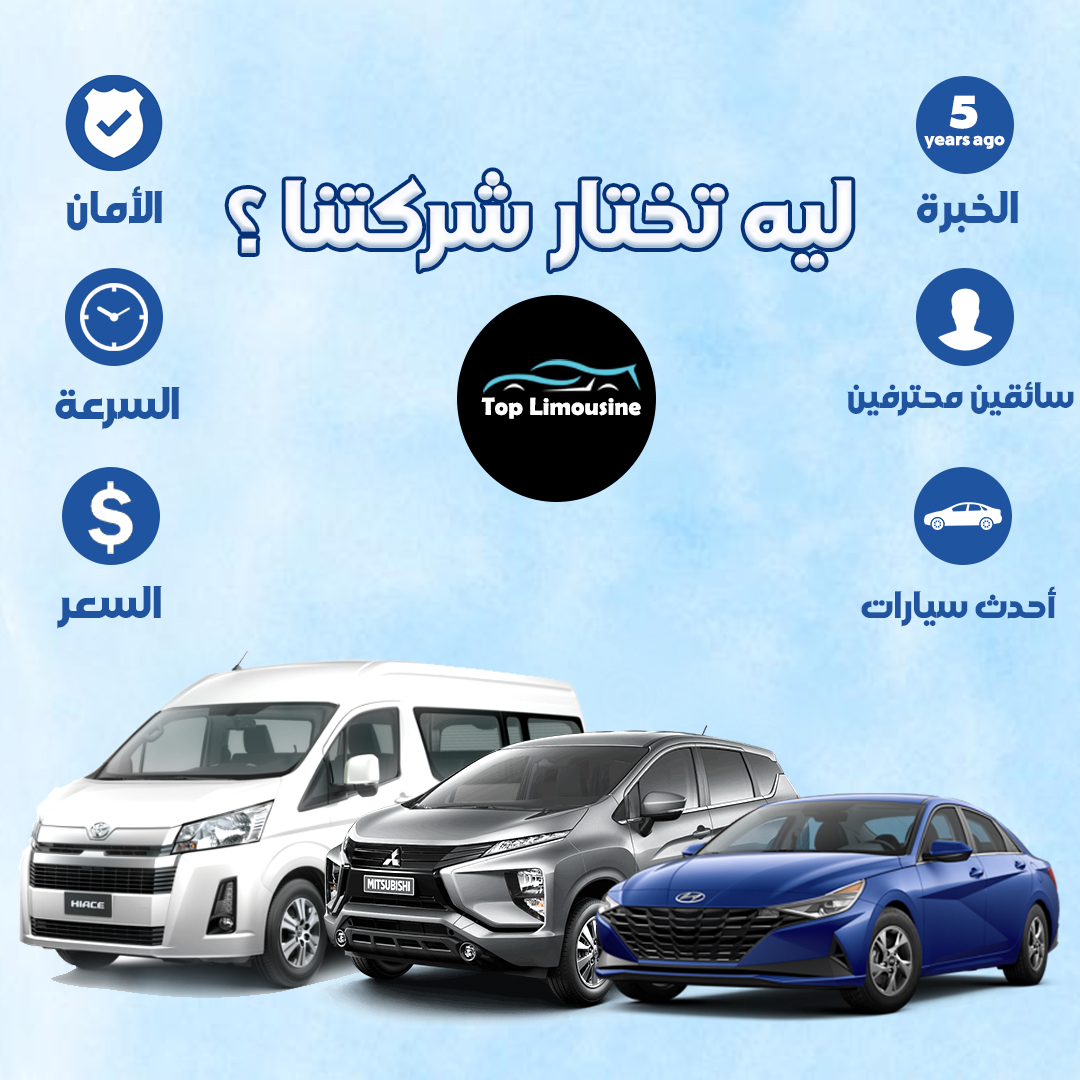 ليه تختار شركتنا ؟
Top Limousine
5
years ago
الخبرة
سائقين محترفين
أحدث سيارات
الأمان
السرعة
$
السعر
HIACE
MITSUBISHI